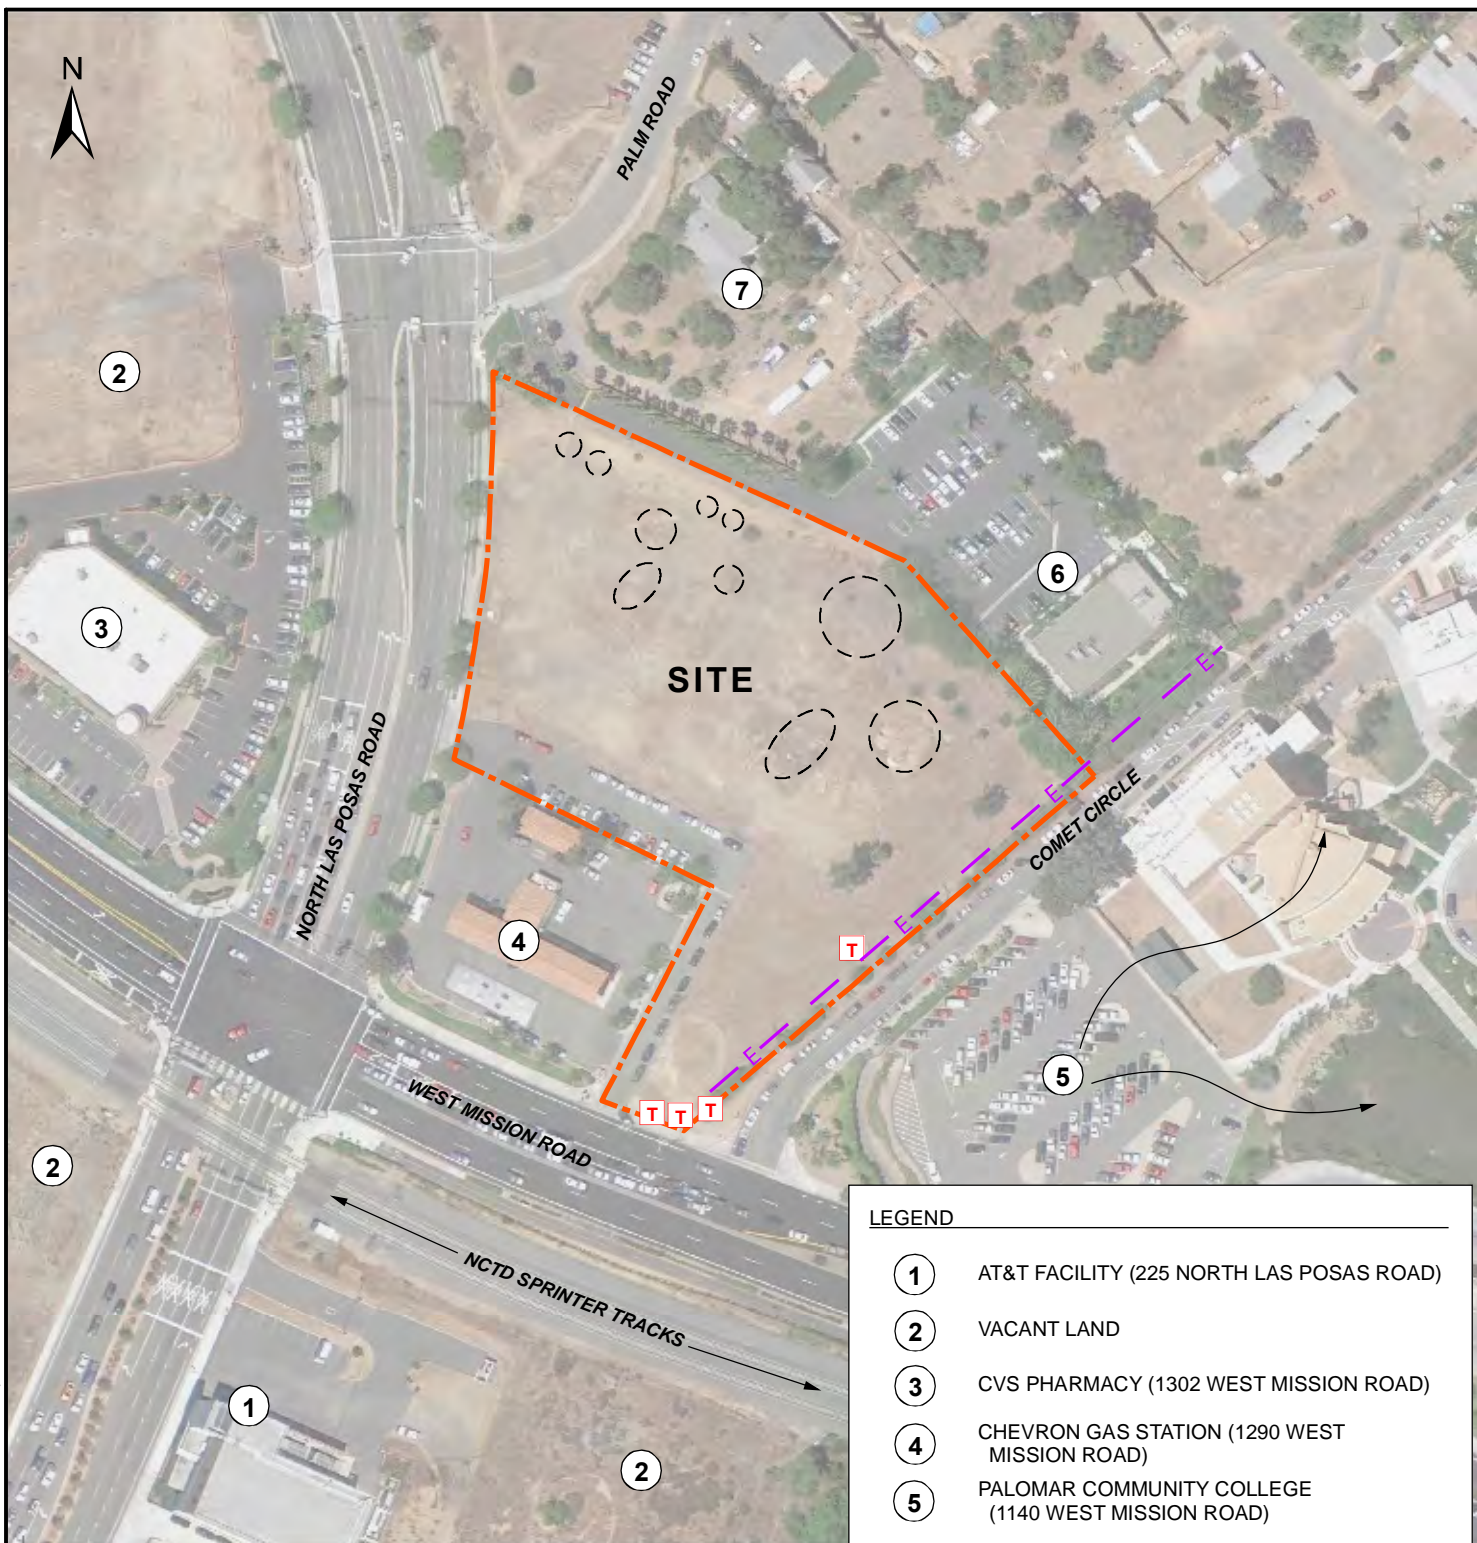 N
PALM ROAD
7
2
6
3
SITE
E
NORTH LAS POSAS ROAD
E
COMET CIRCLE
E
4
T
E
5
T T T
WEST MISSION ROAD
2
NCTD SPRINTER TRACKS
1
2
LEGEND
1 AT&T FACILITY (225 NORTH LAS POSAS ROAD)
2 VACANT LAND
3 CVS PHARMACY (1302 WEST MISSION ROAD)
4 CHEVRON GAS STATION (1290 WEST
MISSION ROAD)
5 PALOMAR COMMUNITY COLLEGE
(1140 WEST MISSION ROAD)